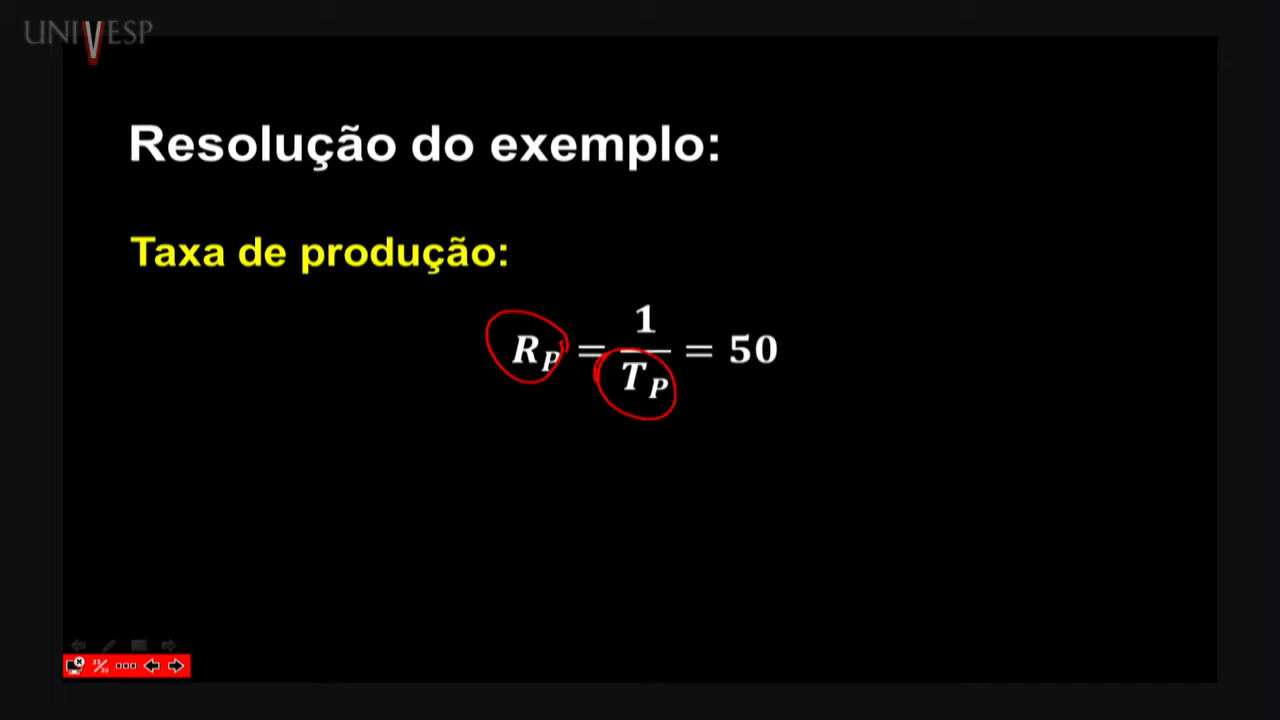 UNIVESP
Resolução do exemplo:
Taxa de produção:
R_P = 1/T_P = 50